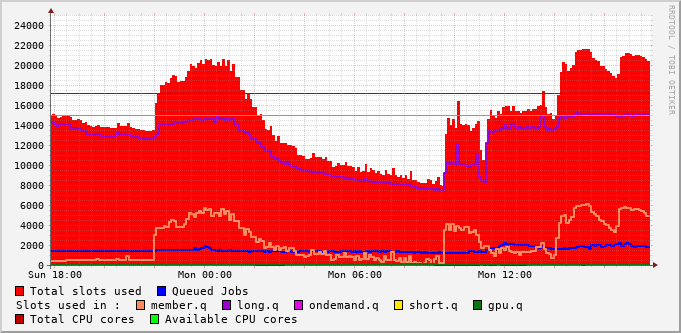 RRDTOOL / TOBI OETIKER
24000
22000
20000
18000
16000
14000
12000
10000
8000
6000
4000
2000
0
Sun 18:00 Mon 00:00 Mon 06:00 Mon 12:00
Total slots used Queued Jobs
Slots used in : member.q long.q ondemand.q short.q gpu.q
Total CPU cores Available CPU cores